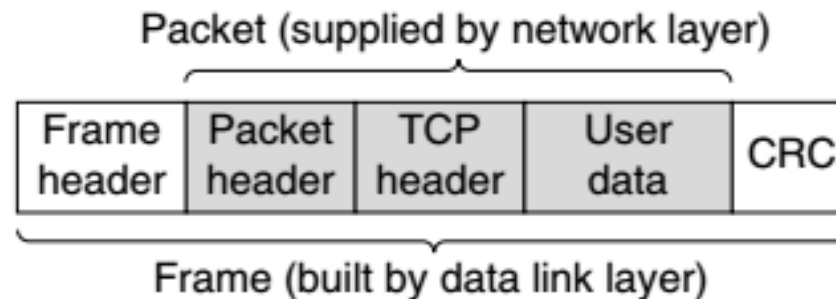 Packet (supplied by network layer)
Frame header
Packet header
TCP header
User data
CRC
Frame (built by data link layer)